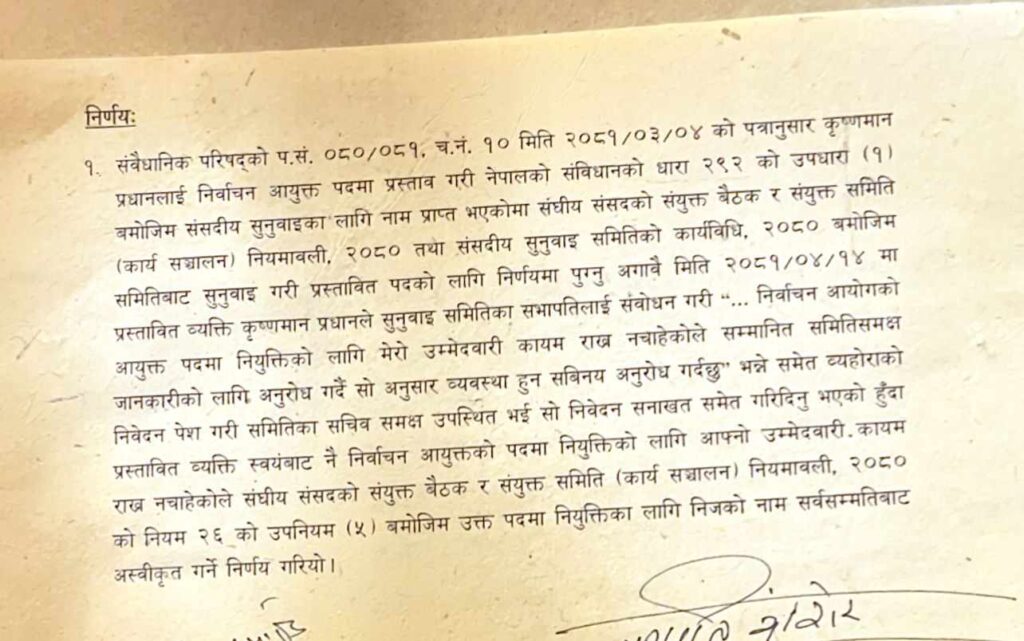 निर्णयः
१. संवैधानिक परिषद्को प.सं. ०८०/०८१, च.नं. १० मिति २०८१/०३/०४ को पत्रानुसार कृष्णमान
प्रधानलाई निर्वाचन आयुक्त पदमा प्रस्ताव गरी नेपालको संविधानको धारा २९२ को उपधारा (१)
बमोजिम संसदीय सुनुवाइका लागि नाम प्राप्त भएकोमा संघीय संसदको संयुक्त बैठक र संयुक्त समिति
(कार्य सञ्चालन) नियमावली, २०८० तथा संसदीय सुनुवाइ समितिको कार्यविधि, २०८० बमोजिम
समितिबाट सुनुवाइ गरी प्रस्तावित पदको लागि निर्णयमा पुग्नु अगावै मिति २०८१/०४/१४ मा
प्रस्तावित व्यक्ति कृष्णमान प्रधानले सुनुवाइ समितिका सभापतिलाई संवोधन गरी “... निर्वाचन आयोगको
आयुक्त पदमा नियुक्तिको लागि मेरो उम्मेदवारी कायम राख्न नचाहेकोले सम्मानित समितिसमक्ष
जानकारीको लागि अनुरोध गर्दै सो अनुसार व्यवस्था हुन सबिनय अनुरोध गर्दछु” भन्ने समेत व्यहोराको
निवेदन पेश गरी समितिका सचिव समक्ष उपस्थित भई सो निवेदन सनाखत समेत गरिदिनु भएको हुँदा
प्रस्तावित व्यक्ति स्वयंबाट नै निर्वाचन आयुक्तको पदमा नियुक्तिको लागि आफ्नो उम्मेदवारी कायम
राख्न नचाहेकोले संघीय संसदको संयुक्त बैठक र संयुक्त समिति (कार्य सञ्चालन) नियमावली, २०८०
को नियम २६ को उपनियम (५) बमोजिम उक्त पदमा नियुक्तिका लागि निजको नाम सर्वसम्मतिबाट
अस्वीकृत गर्ने निर्णय गरियो।